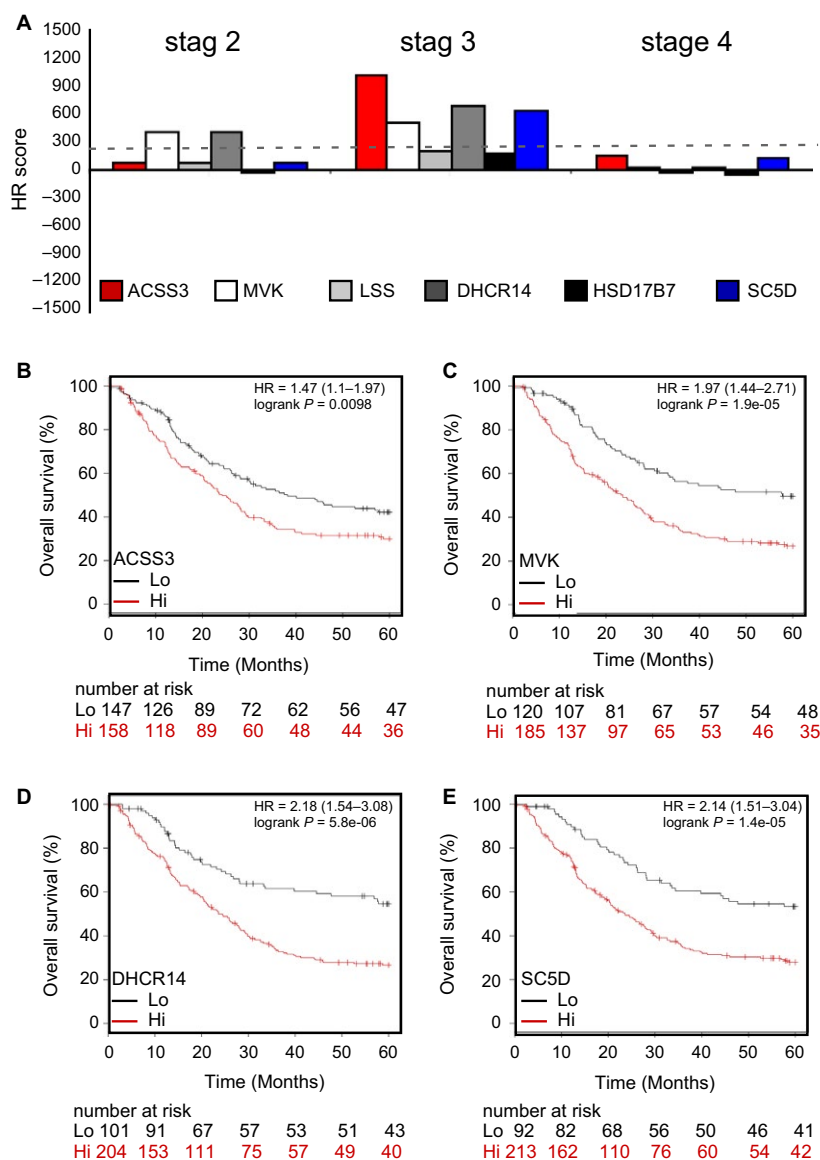 A
stag 2 stag 3 stage 4
HR score
1500
1200
900
600
300
0
–300
–600
–900
–1200
–1500
ACSS3 MVK LSS DHCR14 HSD17B7 SC5D
B
HR = 1.47 (1.1–1.97)
logrank P = 0.0098
Overall survival (%)
100
80
60
40
20
0
ACSS3
Lo
Hi
0 10 20 30 40 50 60
Time (Months)
number at risk
Lo 147 126 89 72 62 56 47
Hi 158 118 89 60 48 44 36
C
HR = 1.97 (1.44–2.71)
logrank P = 1.9e-05
Overall survival (%)
100
80
60
40
20
0
MVK
Lo
Hi
0 10 20 30 40 50 60
Time (Months)
number at risk
Lo 120 107 81 67 57 54 48
Hi 185 137 97 65 53 46 35
D
HR = 2.18 (1.54–3.08)
logrank P = 5.8e-06
Overall survival (%)
100
80
60
40
20
0
DHCR14
Lo
Hi
0 10 20 30 40 50 60
Time (Months)
number at risk
Lo 101 91 67 57 53 51 43
Hi 204 153 111 75 57 49 40
E
HR = 2.14 (1.51–3.04)
logrank P = 1.4e-05
Overall survival (%)
100
80
60
40
20
0
SC5D
Lo
Hi
0 10 20 30 40 50 60
Time (Months)
number at risk
Lo 92 82 68 56 50 46 41
Hi 213 162 110 76 60 54 42